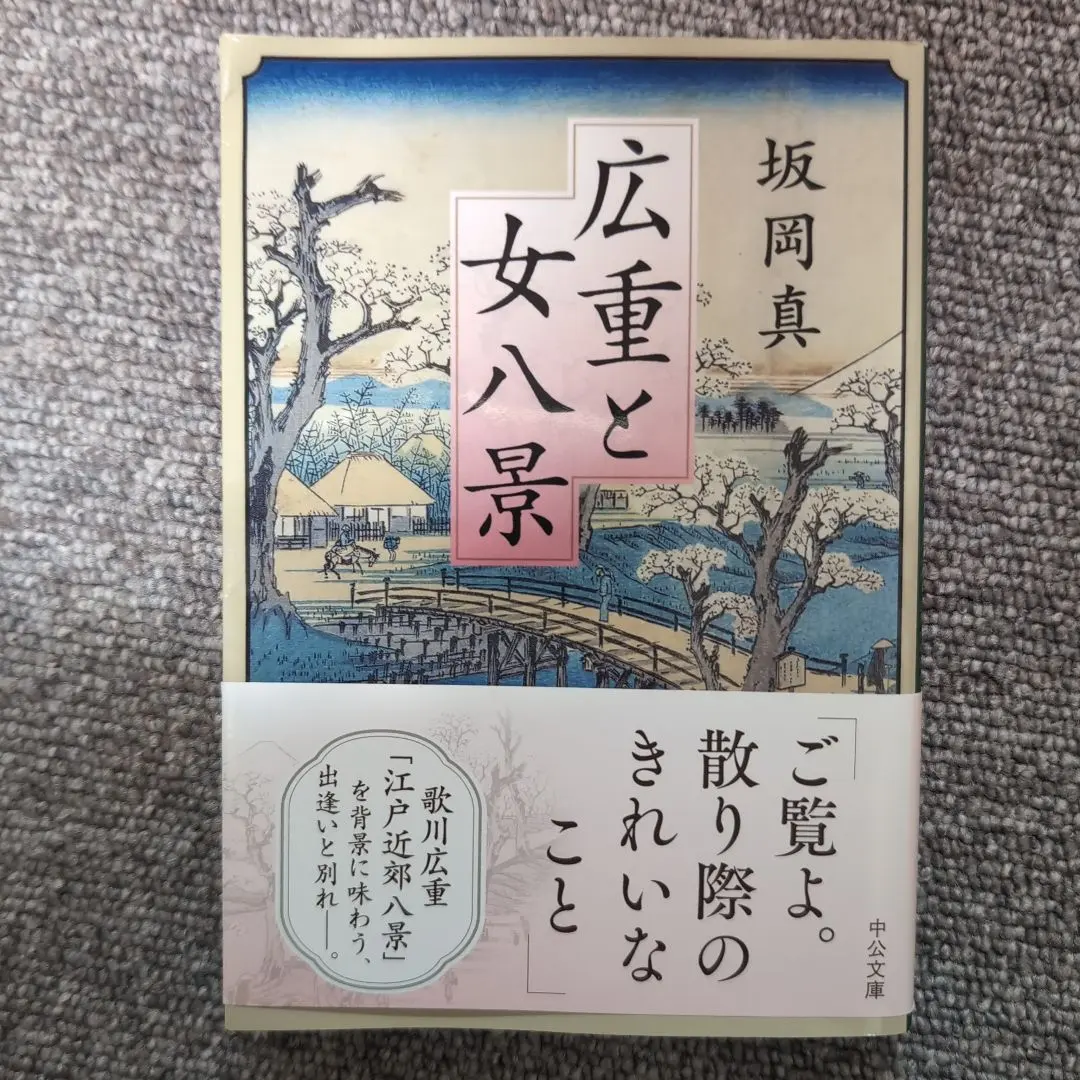 坂岡真
広重と
女八景
「ご覧よ。
散り際の
きれいな
こと」
歌川広重
「江戸近郊八景」
を背景に味わう、
出逢いと別れ――。
中公文庫